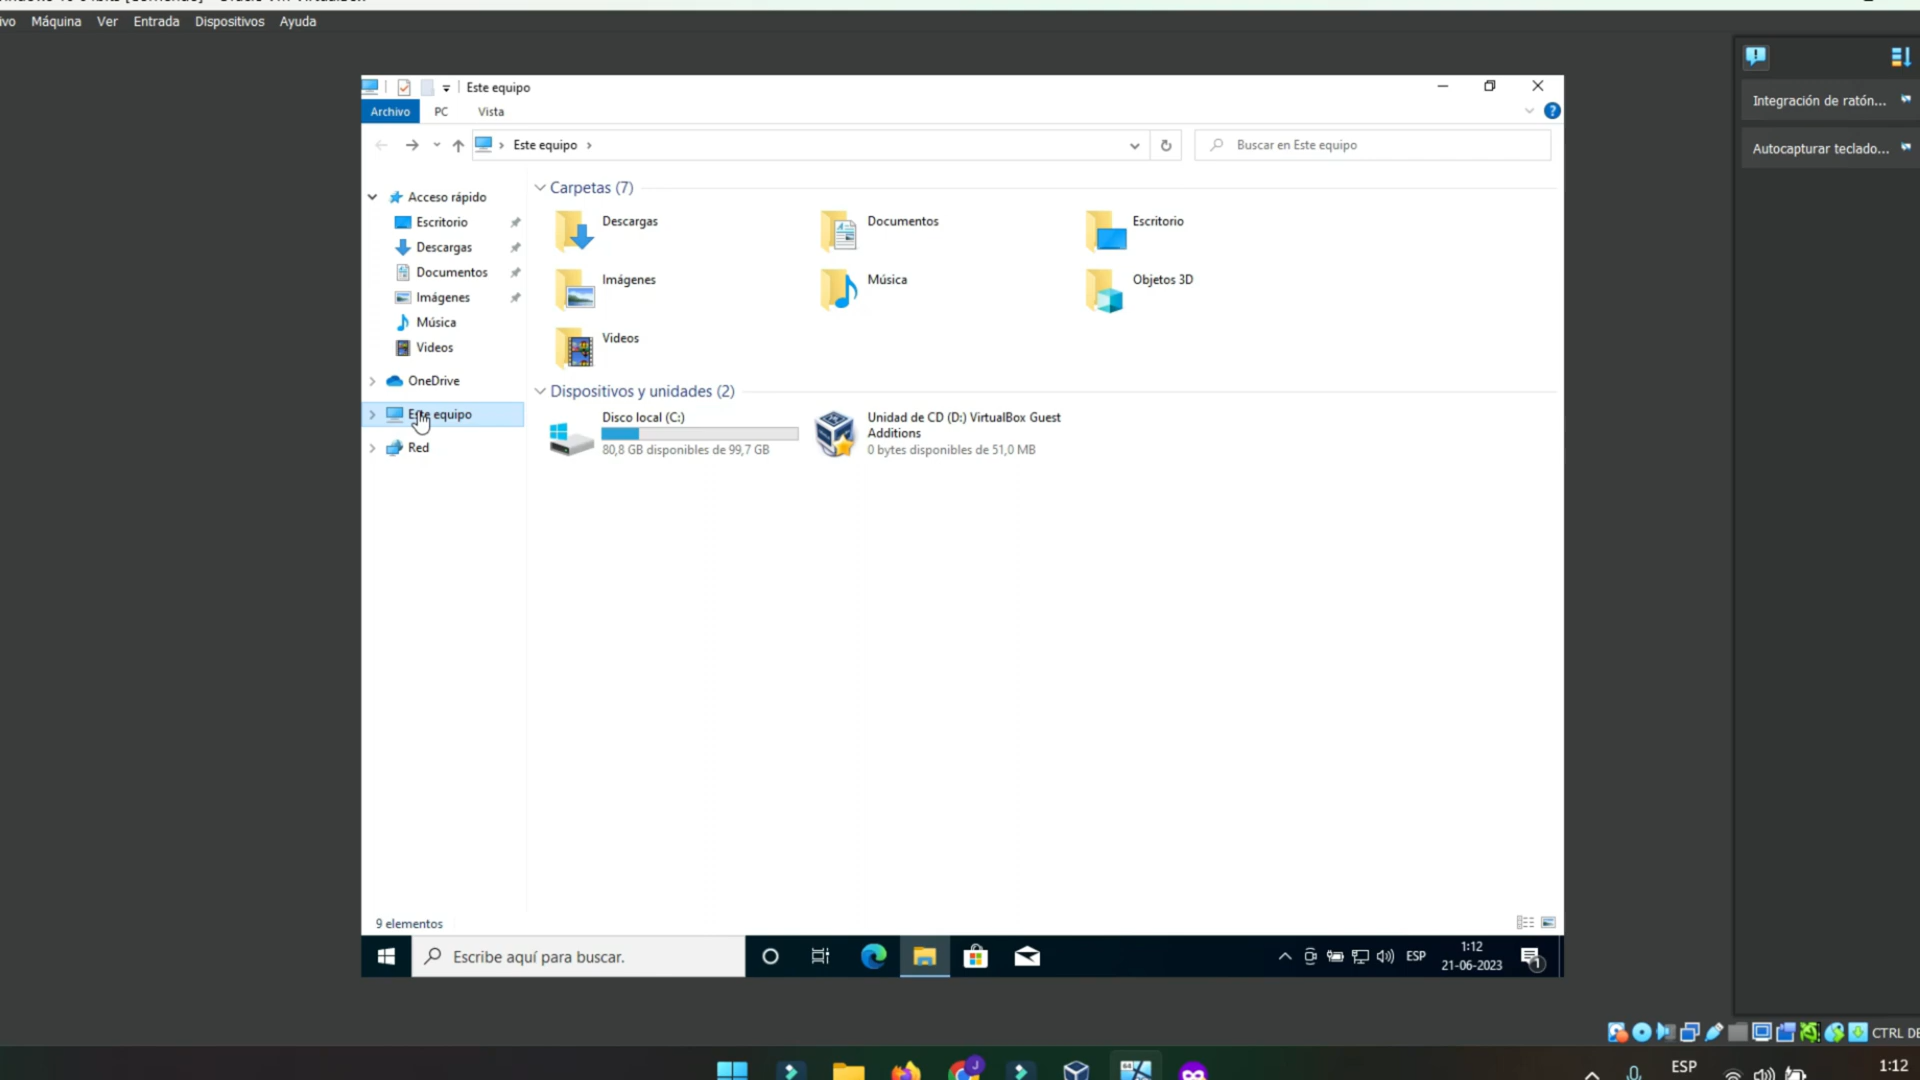 ivo Máquina Ver Entrada Dispositivos Ayuda
Integración de ratón...
Autocapturar teclado...
Este equipo
Archivo PC Vista
Este equipo
Buscar en Este equipo
Acceso rápido
Escritorio
Descargas
Documentos
Imágenes
Música
Videos
OneDrive
Este equipo
Red
Carpetas (7)
Descargas
Documentos
Escritorio
Imágenes
Música
Objetos 3D
Videos
Dispositivos y unidades (2)
Disco local (C:)
80,8 GB disponibles de 99,7 GB
Unidad de CD (D:) VirtualBox Guest
Additions
0 bytes disponibles de 51,0 MB
9 elementos
Escribe aquí para buscar.
ESP
1:12
21-06-2023
1
CTRL DE
ESP
1:12